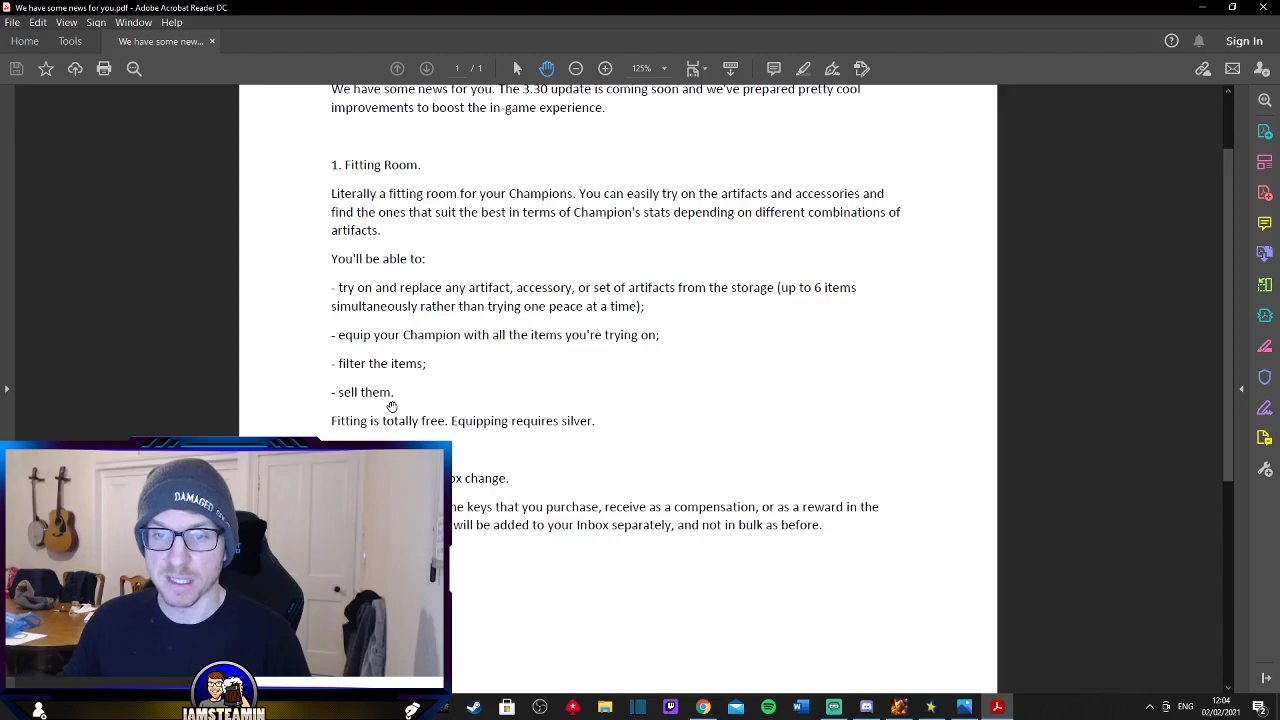 We have some news for you.pdf - Adobe Acrobat Reader DC
File Edit View Sign Window Help
Home Tools We have some new... × Sign In
1 / 1 125%
We have some news for you. The 3.30 update is coming soon and we've prepared pretty cool
improvements to boost the in-game experience.
1. Fitting Room.
Literally a fitting room for your Champions. You can easily try on the artifacts and accessories and
find the ones that suit the best in terms of Champion's stats depending on different combinations of
artifacts.
You'll be able to:
- try on and replace any artifact, accessory, or set of artifacts from the storage (up to 6 items
simultaneously rather than trying one peace at a time);
- equip your Champion with all the items you're trying on;
- filter the items;
- sell them.
Fitting is totally free. Equipping requires silver.
ox change.
ne keys that you purchase, receive as a compensation, or as a reward in the
will be added to your Inbox separately, and not in bulk as before.
DAMAGED
IAMSTEAMIN
ENG
12:04
02/02/2021